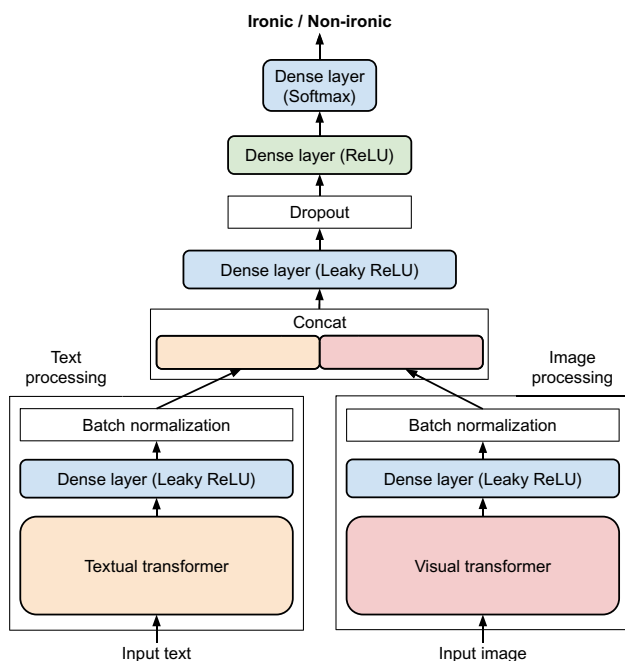 Ironic / Non-ironic
Dense layer
(Softmax)
Dense layer (ReLU)
Dropout
Dense layer (Leaky ReLU)
Concat
Text
processing
Image
processing
Batch normalization
Batch normalization
Dense layer (Leaky ReLU)
Dense layer (Leaky ReLU)
Textual transformer
Visual transformer
Input text
Input image